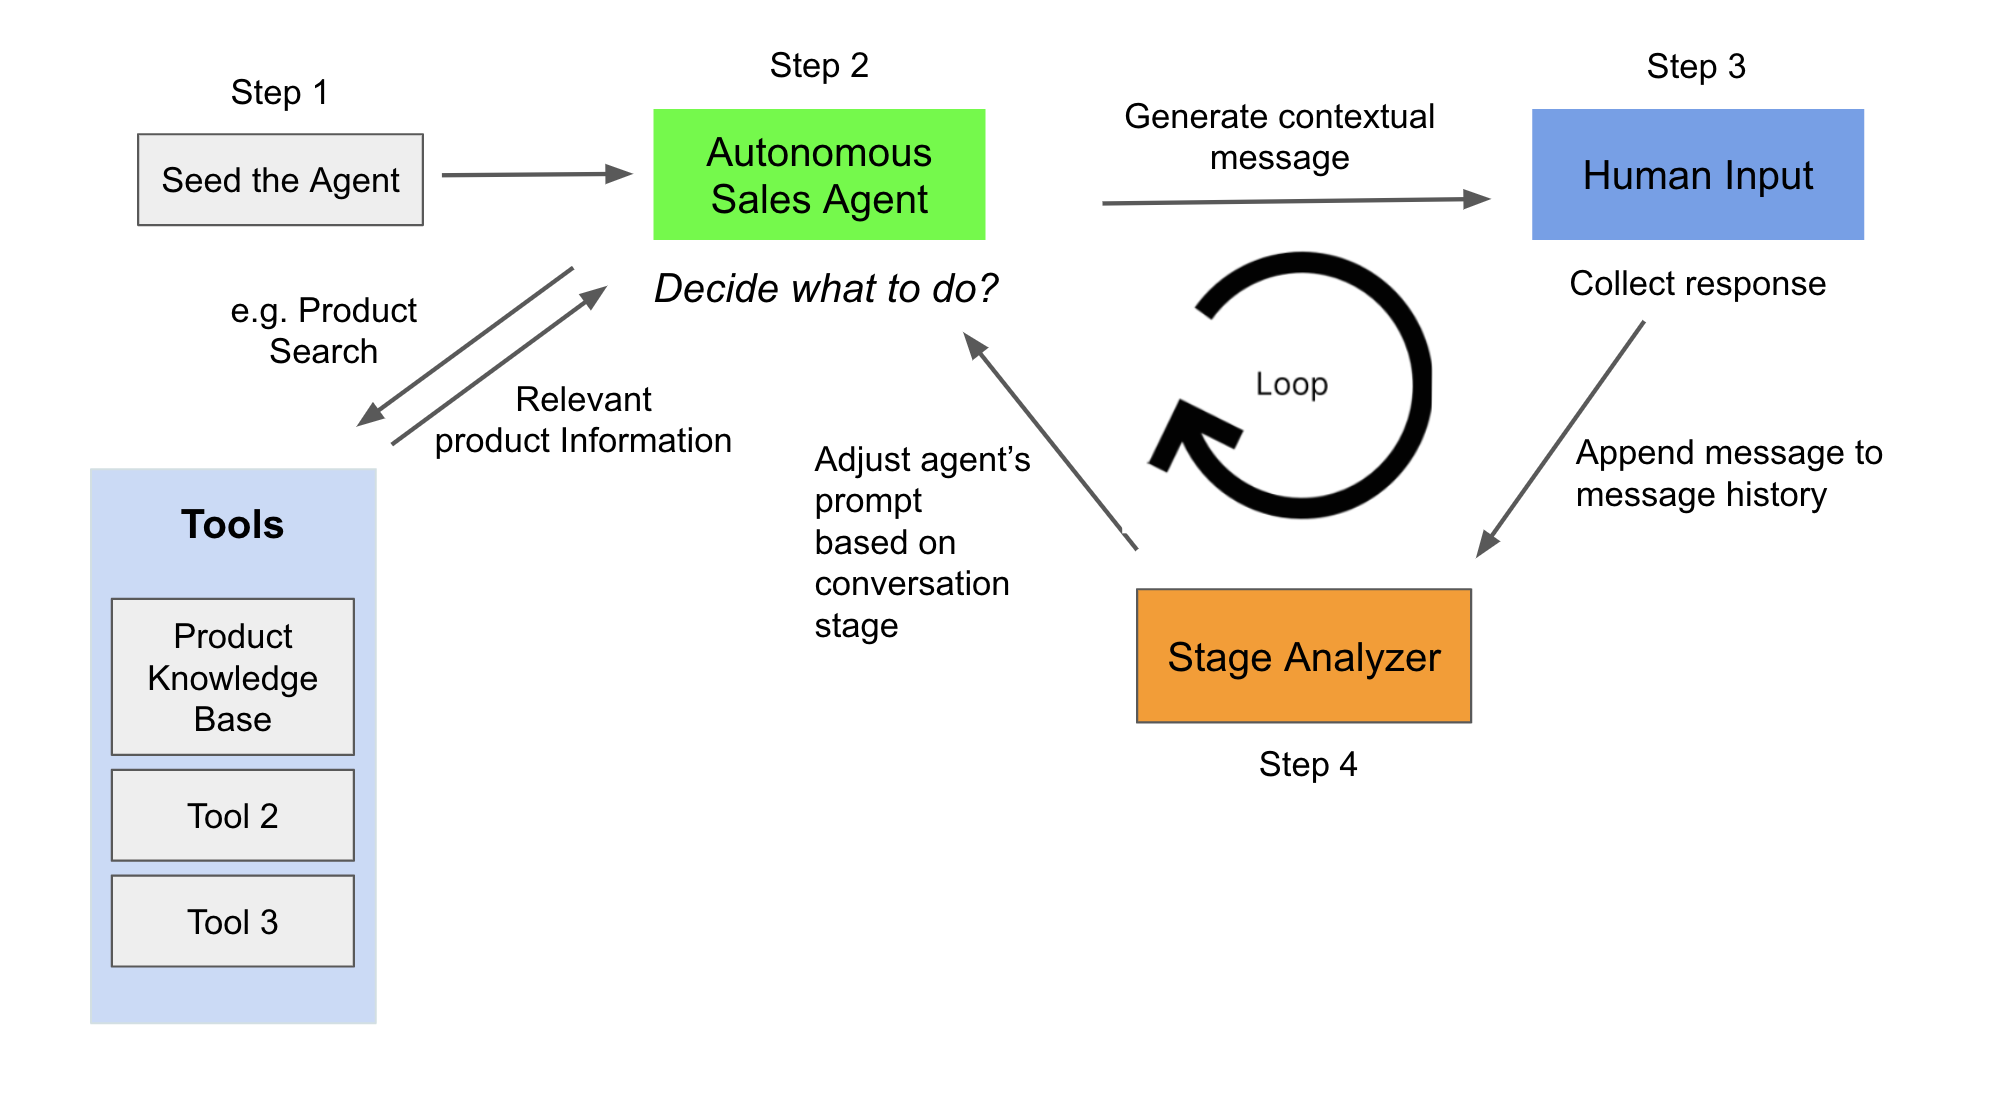 Step 1
Seed the Agent
Step 2
Autonomous
Sales Agent
Decide what to do?
Generate contextual
message
Step 3
Human Input
Collect response
Loop
Append message to
message history
e.g. Product
Search
Relevant
product Information
Adjust agent’s
prompt
based on
conversation
stage
Stage Analyzer
Step 4
Tools
Product
Knowledge
Base
Tool 2
Tool 3